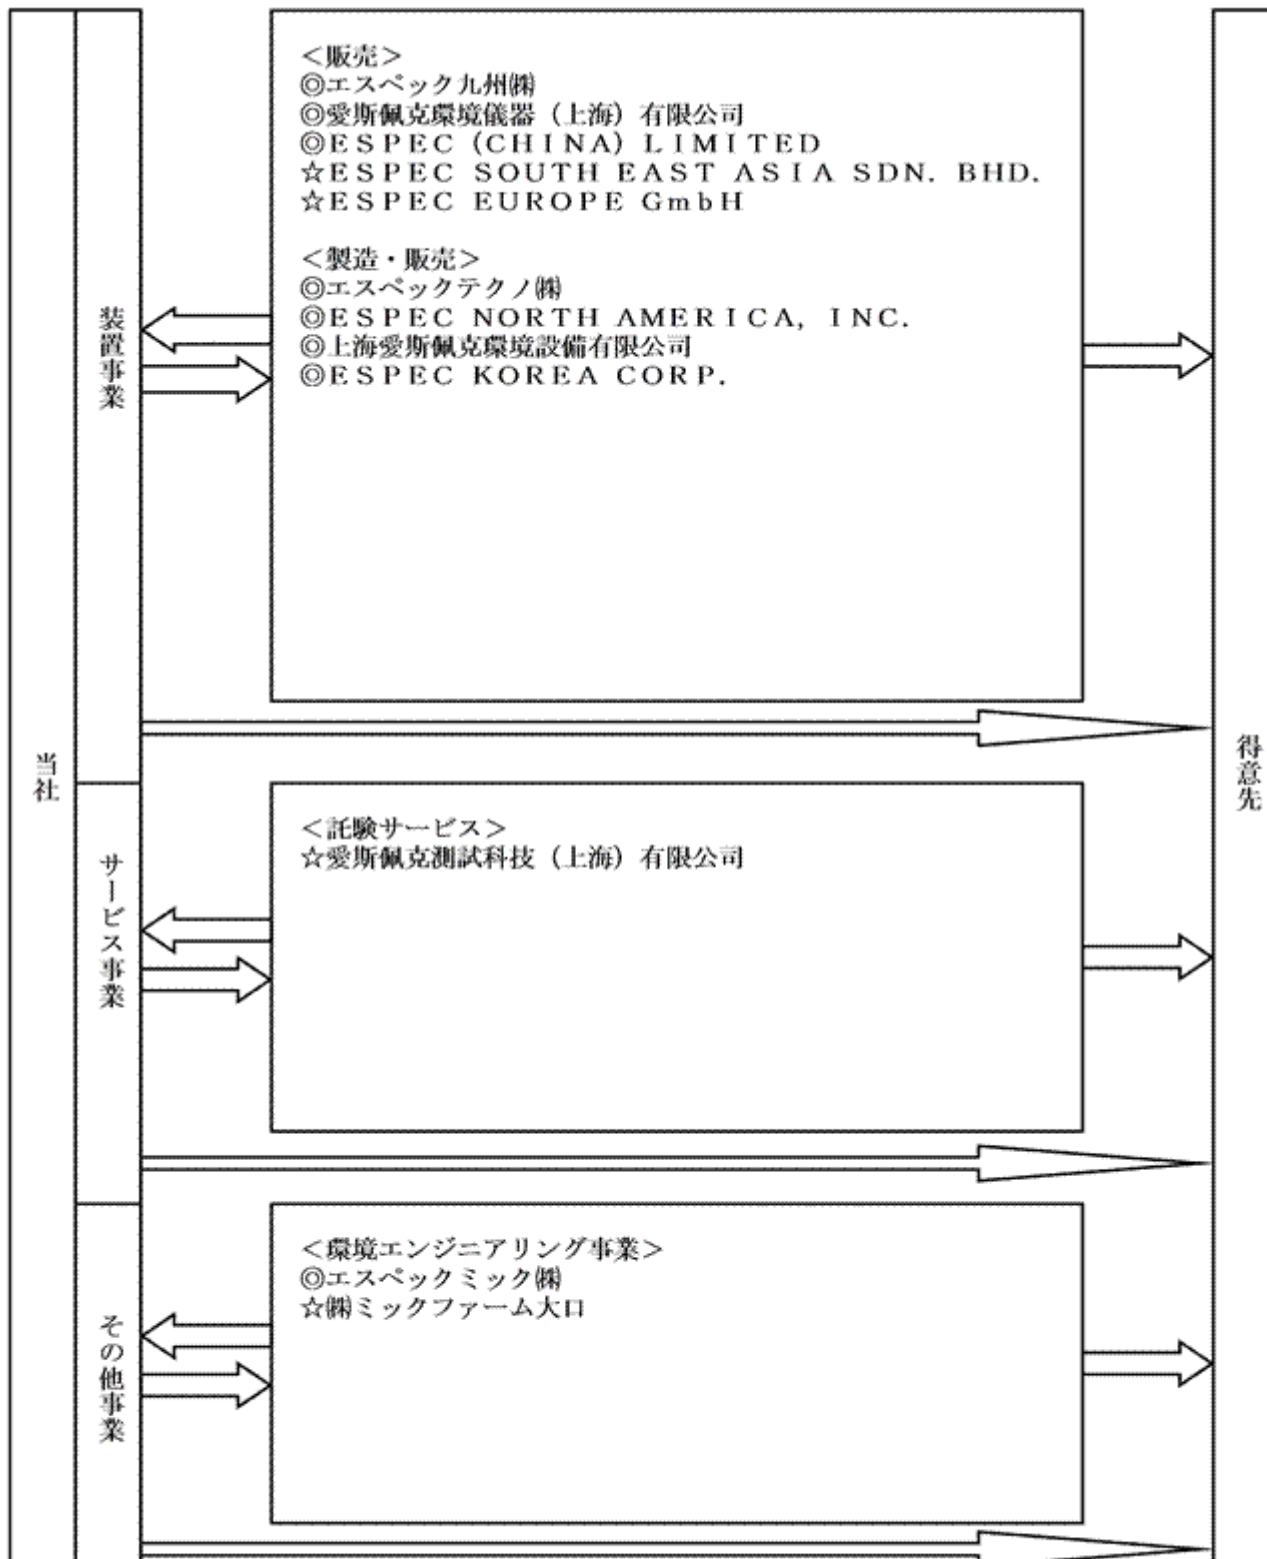 当社
装置事業
＜販売＞
◎エスペック九州㈱
◎愛斯佩克環境儀器（上海）有限公司
◎ＥＳＰＥＣ（ＣＨＩＮＡ）ＬＩＭＩＴＥＤ
☆ＥＳＰＥＣ ＳＯＵＴＨ ＥＡＳＴ ＡＳＩＡ ＳＤＮ．ＢＨＤ．
☆ＥＳＰＥＣ ＥＵＲＯＰＥ ＧｍｂＨ
＜製造・販売＞
◎エスペックテクノ㈱
◎ＥＳＰＥＣ ＮＯＲＴＨ ＡＭＥＲＩＣＡ，ＩＮＣ．
◎上海愛斯佩克環境設備有限公司
◎ＥＳＰＥＣ ＫＯＲＥＡ ＣＯＲＰ．
サービス事業
＜託験サービス＞
☆愛斯佩克測試科技（上海）有限公司
その他事業
＜環境エンジニアリング事業＞
◎エスペックミック㈱
☆㈱ミックファーム大口
得意先